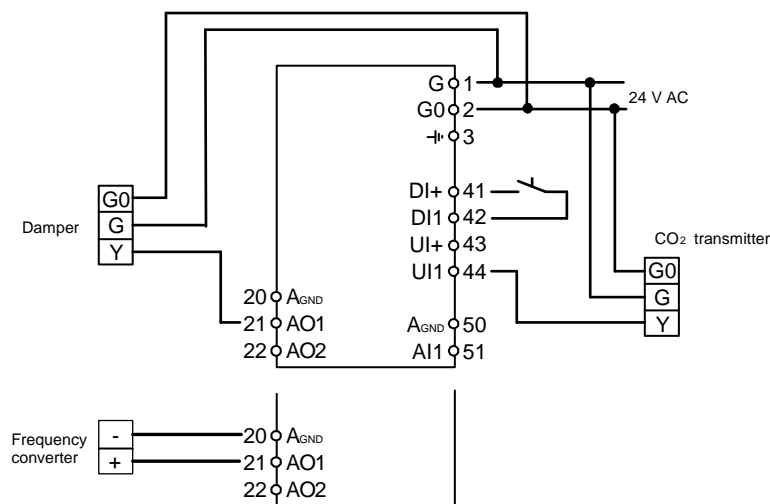 G 1
G0 2
24 V AC
3
G0
G
Y
Damper
DI+ 41
DI1 42
UI+ 43
UI1 44
CO2 transmitter
G0
G
Y
20 AGND
21 AO1
22 AO2
AGND 50
AI1 51
-
+
Frequency
converter
20 AGND
21 AO1
22 AO2